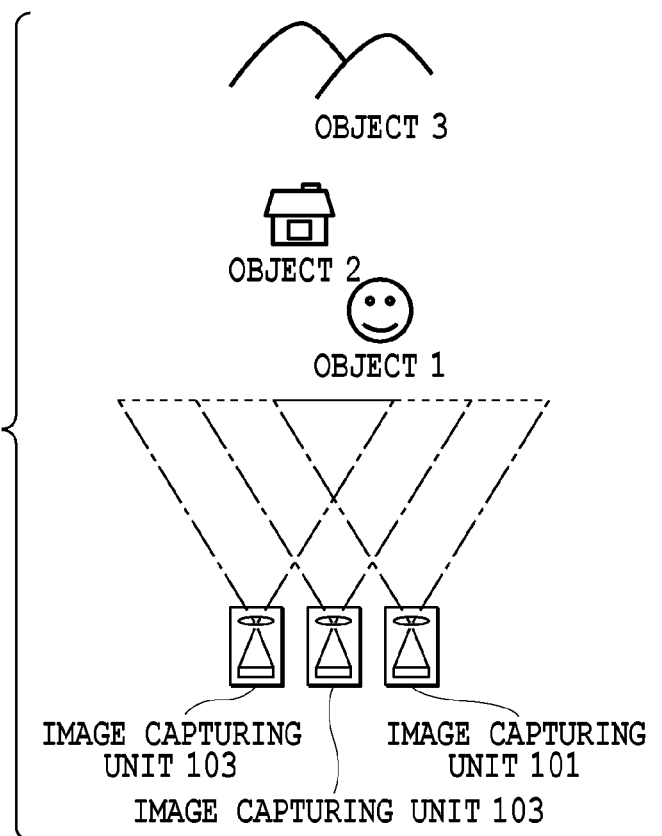 OBJECT 3
OBJECT 2
OBJECT 1
IMAGE CAPTURING
UNIT 103
IMAGE CAPTURING
UNIT 101
IMAGE CAPTURING UNIT 103